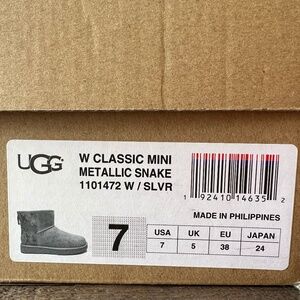 UGG
W CLASSIC MINI
METALLIC SNAKE
1101472 W / SLVR
1 92410 14635 2
MADE IN PHILIPPINES
7
USA UK EU JAPAN
7 5 38 24